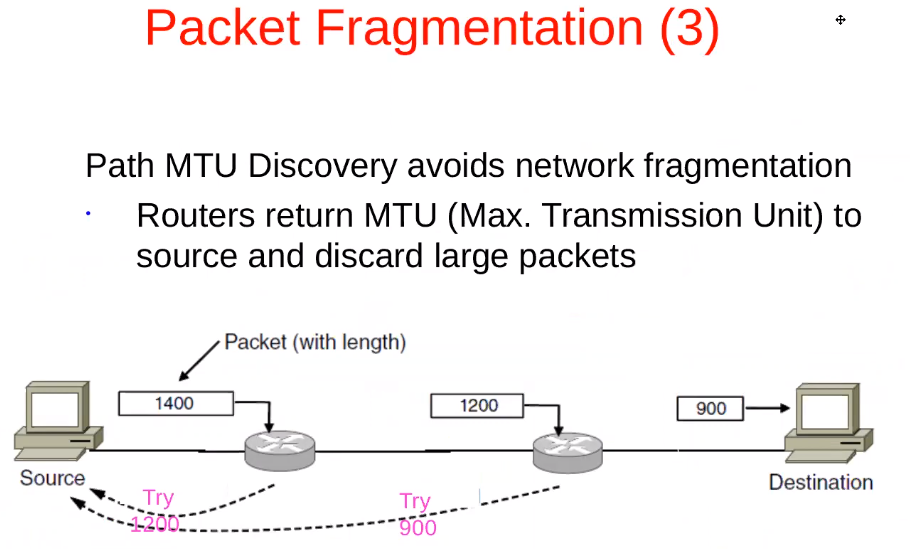 Packet Fragmentation (3)
Path MTU Discovery avoids network fragmentation
· Routers return MTU (Max. Transmission Unit) to
source and discard large packets
Packet (with length)
1400
1200
900
Source
Destination
Try
1200
Try
900